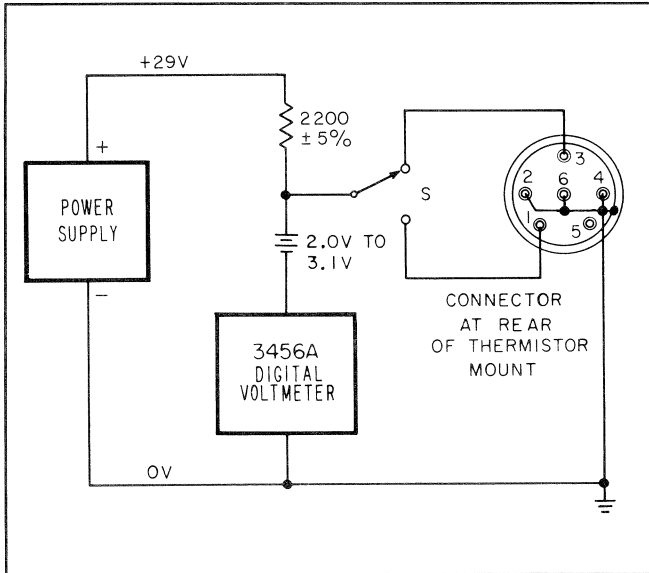 +29V
2200
±5%
+
POWER
SUPPLY
−
S
3
2
6
4
1
5
2.0V TO
3.1V
CONNECTOR
AT REAR
OF THERMISTOR
MOUNT
3456A
DIGITAL
VOLTMETER
0V